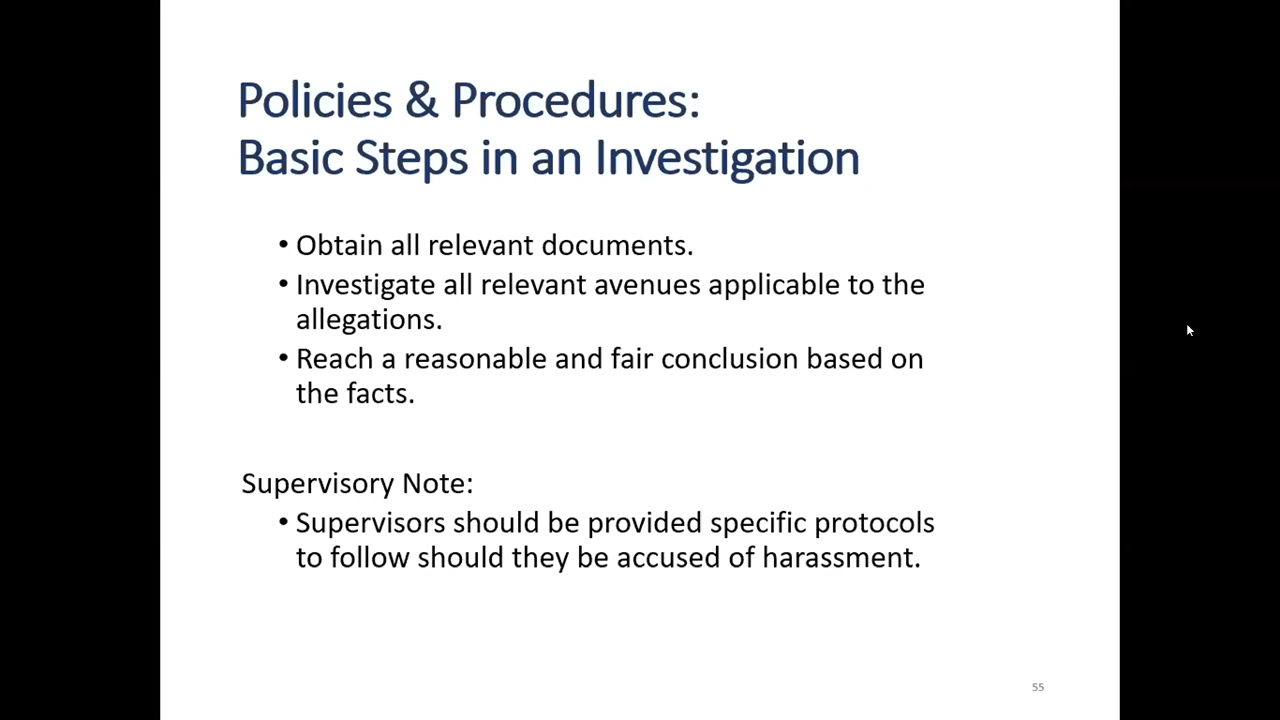 Policies & Procedures:
Basic Steps in an Investigation
• Obtain all relevant documents.
• Investigate all relevant avenues applicable to the
allegations.
• Reach a reasonable and fair conclusion based on
the facts.
Supervisory Note:
• Supervisors should be provided specific protocols
to follow should they be accused of harassment.
55